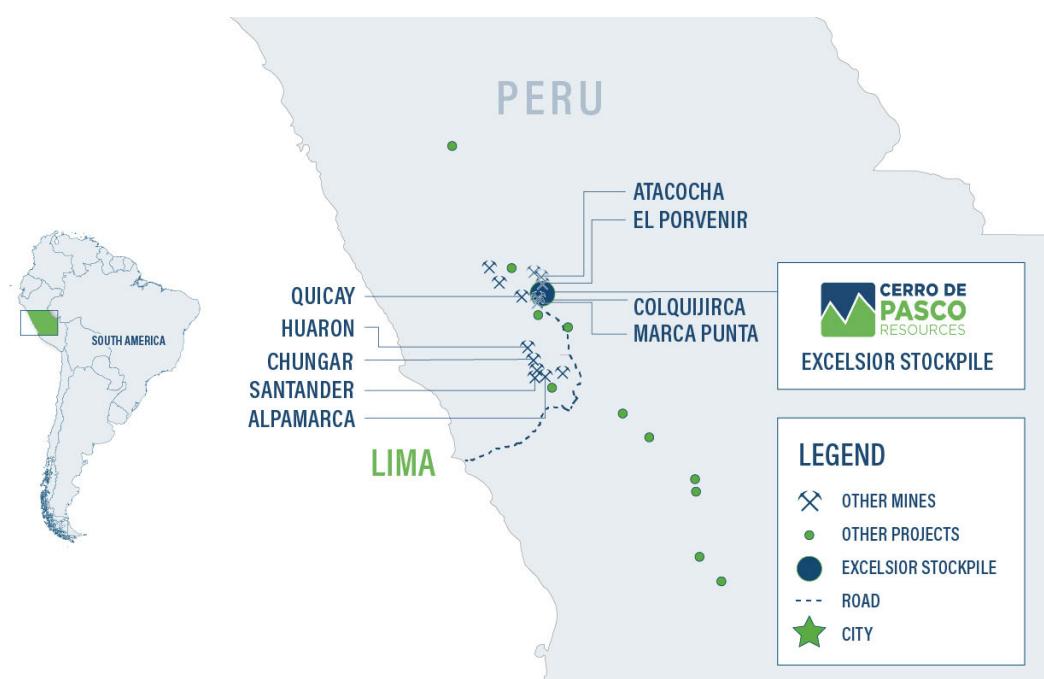 PERU
ATACOCHA
EL PORVENIR
QUICAY
HUARON
CHUNGAR
SANTANDER
ALPAMARCA
COLQUIJIRCA
MARCA PUNTA
LIMA
SOUTH AMERICA
CERRO DE
PASCO
RESOURCES
EXCELSIOR STOCKPILE
LEGEND
OTHER MINES
OTHER PROJECTS
EXCELSIOR STOCKPILE
ROAD
CITY